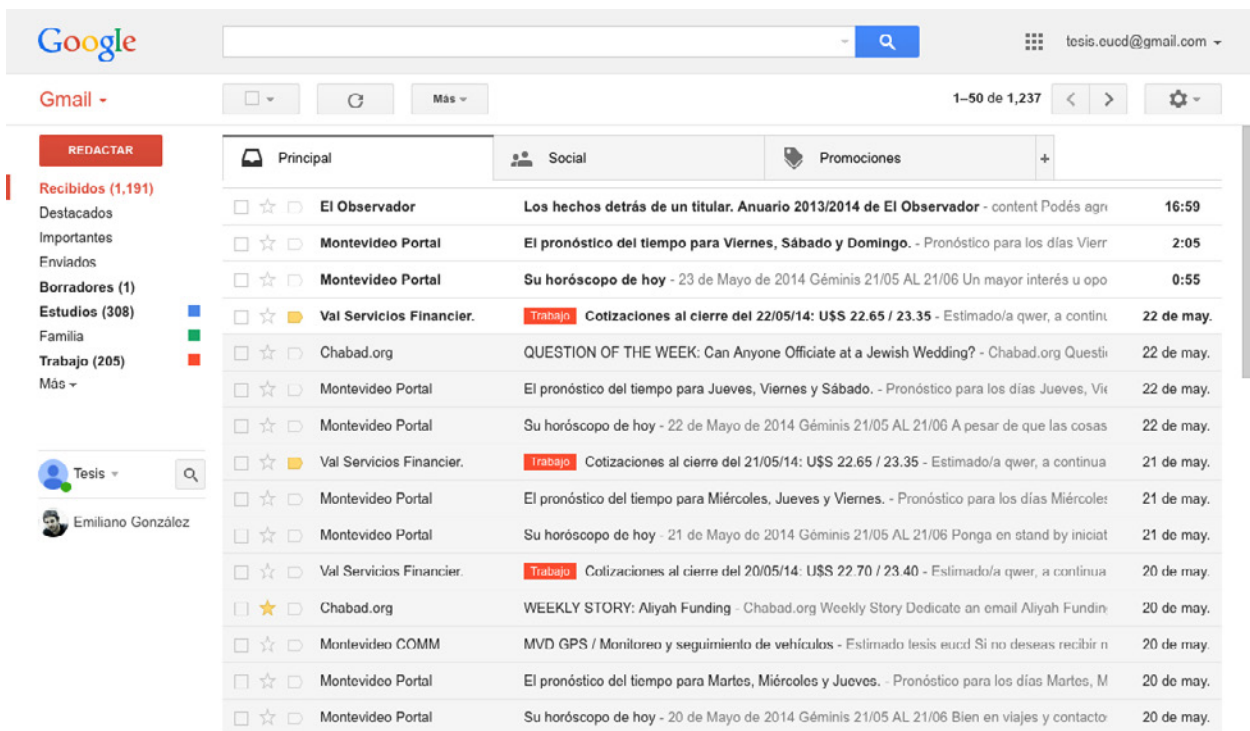 Google
tesis.eucd@gmail.com
Gmail
Más
1–50 de 1,237
REDACTAR
Principal
Social
Promociones
+
Recibidos (1,191)
Destacados
Importantes
Enviados
Borradores (1)
Estudios (308)
Familia
Trabajo (205)
Más
Tesis
Emiliano González
El Observador Los hechos detrás de un titular. Anuario 2013/2014 de El Observador - content Podés agre 16:59
Montevideo Portal El pronóstico del tiempo para Viernes, Sábado y Domingo. - Pronóstico para los días Viern 2:05
Montevideo Portal Su horóscopo de hoy - 23 de Mayo de 2014 Géminis 21/05 AL 21/06 Un mayor interés u opo 0:55
Val Servicios Financier. Trabajo Cotizaciones al cierre del 22/05/14: U$S 22.65 / 23.35 - Estimado/a qwer, a continu 22 de may.
Chabad.org QUESTION OF THE WEEK: Can Anyone Officiate at a Jewish Wedding? - Chabad.org Questio 22 de may.
Montevideo Portal El pronóstico del tiempo para Jueves, Viernes y Sábado. - Pronóstico para los días Jueves, Vie 22 de may.
Montevideo Portal Su horóscopo de hoy - 22 de Mayo de 2014 Géminis 21/05 AL 21/06 A pesar de que las cosas 22 de may.
Val Servicios Financier. Trabajo Cotizaciones al cierre del 21/05/14: U$S 22.65 / 23.35 - Estimado/a qwer, a continua 21 de may.
Montevideo Portal El pronóstico del tiempo para Miércoles, Jueves y Viernes. - Pronóstico para los días Miércoles 21 de may.
Montevideo Portal Su horóscopo de hoy - 21 de Mayo de 2014 Géminis 21/05 AL 21/06 Ponga en stand by iniciat 21 de may.
Val Servicios Financier. Trabajo Cotizaciones al cierre del 20/05/14: U$S 22.70 / 23.40 - Estimado/a qwer, a continua 20 de may.
Chabad.org WEEKLY STORY: Aliyah Funding - Chabad.org Weekly Story Dedicate an email Aliyah Fundin 20 de may.
Montevideo COMM MVD GPS / Monitoreo y seguimiento de vehículos - Estimado tesis eucd Si no deseas recibir n 20 de may.
Montevideo Portal El pronóstico del tiempo para Martes, Miércoles y Jueves. - Pronóstico para los días Martes, M 20 de may.
Montevideo Portal Su horóscopo de hoy - 20 de Mayo de 2014 Géminis 21/05 AL 21/06 Bien en viajes y contacto 20 de may.